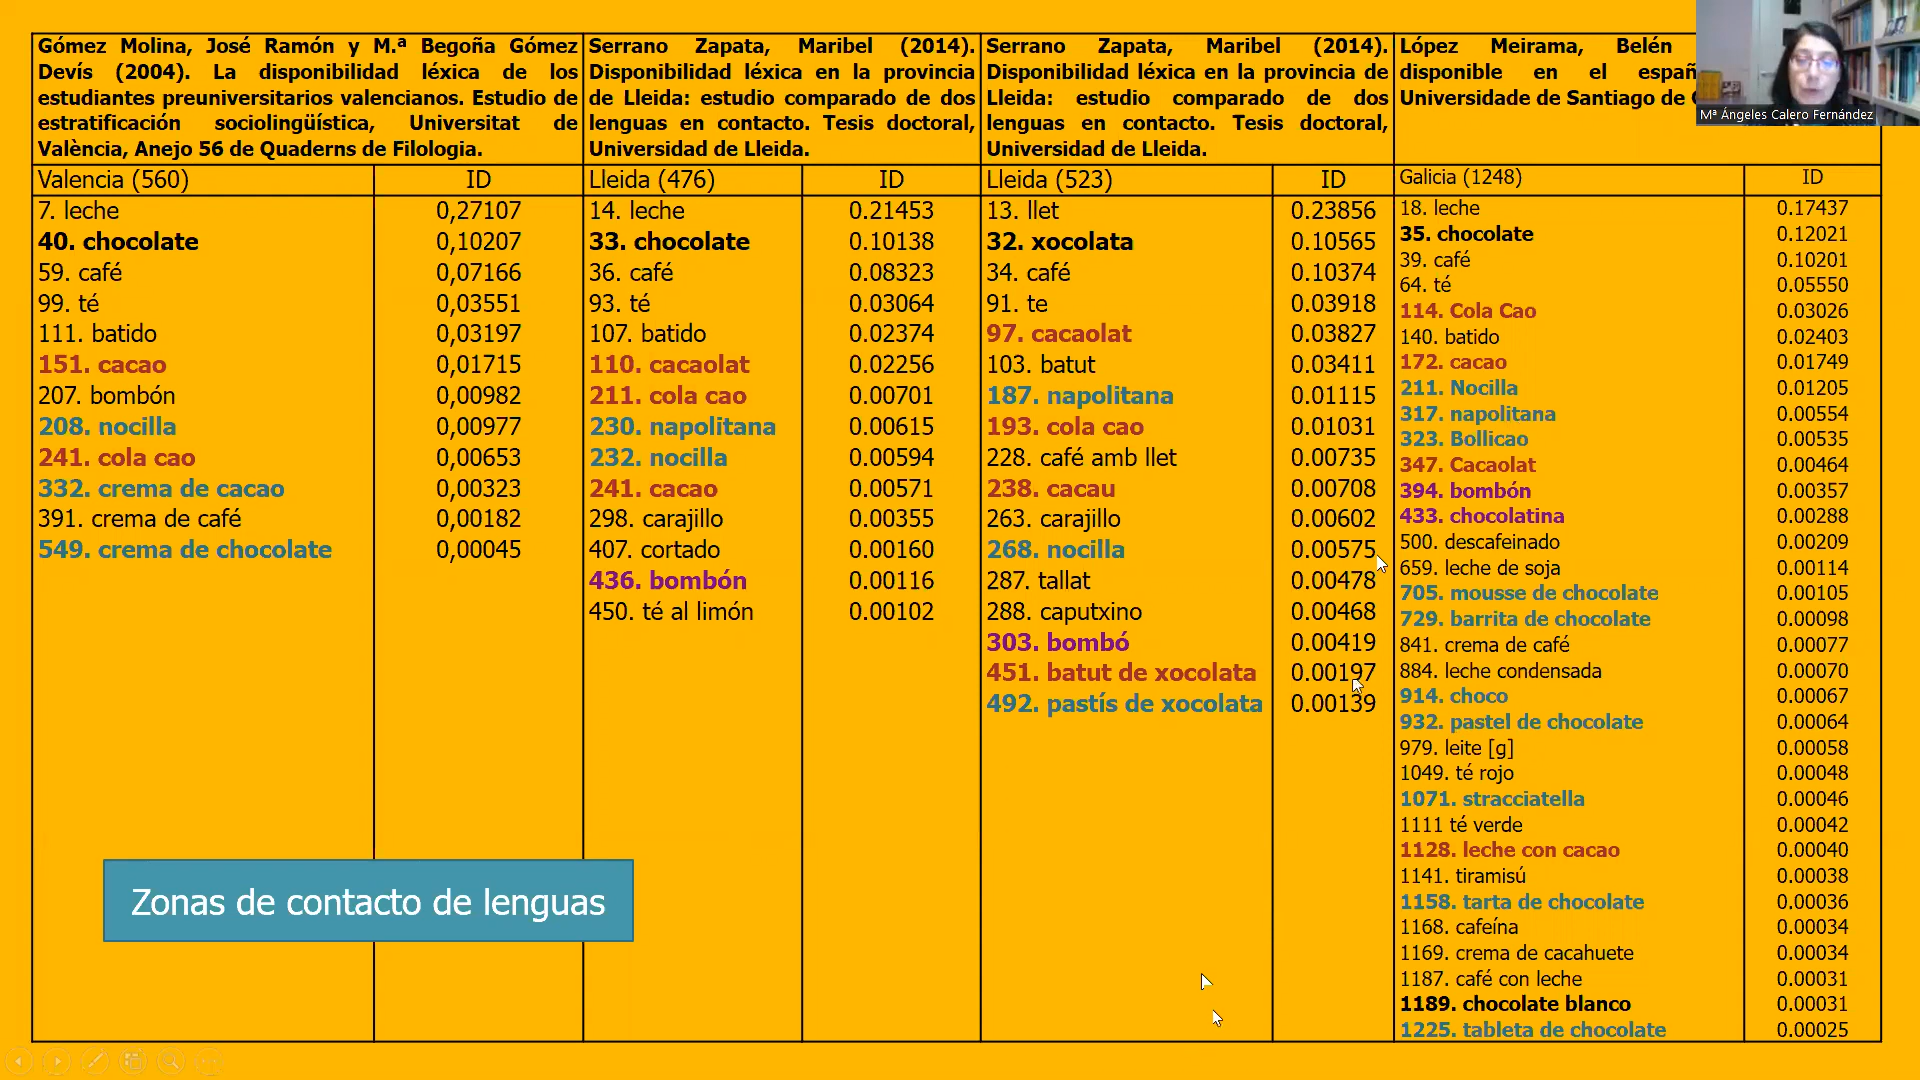 Gómez Molina, José Ramón y M.ª Begoña Gómez
Devís (2004). La disponibilidad léxica de los
estudiantes preuniversitarios valencianos. Estudio de
estratificación sociolingüística, Universitat de
València, Anejo 56 de Quaderns de Filologia.
Serrano Zapata, Maribel (2014).
Disponibilidad léxica en la provincia
de Lleida: estudio comparado de dos
lenguas en contacto. Tesis doctoral,
Universidad de Lleida.
Serrano Zapata, Maribel (2014).
Disponibilidad léxica en la provincia de
Lleida: estudio comparado de dos
lenguas en contacto. Tesis doctoral,
Universidad de Lleida.
López Meirama, Belén
disponible en el españ
Universidade de Santiago de
Mª Ángeles Calero Fernández
Valencia (560) ID
7. leche 0,27107
40. chocolate 0,10207
59. café 0,07166
99. té 0,03551
111. batido 0,03197
151. cacao 0,01715
207. bombón 0,00982
208. nocilla 0,00977
241. cola cao 0,00653
332. crema de cacao 0,00323
391. crema de café 0,00182
549. crema de chocolate 0,00045
Lleida (476) ID
14. leche 0.21453
33. chocolate 0.10138
36. café 0.08323
93. té 0.03064
107. batido 0.02374
110. cacaolat 0.02256
211. cola cao 0.00701
230. napolitana 0.00615
232. nocilla 0.00594
241. cacao 0.00571
298. carajillo 0.00355
407. cortado 0.00160
436. bombón 0.00116
450. té al limón 0.00102
Lleida (523) ID
13. llet 0.23856
32. xocolata 0.10565
34. café 0.10374
91. te 0.03918
97. cacaolat 0.03827
103. batut 0.03411
187. napolitana 0.01115
193. cola cao 0.01031
228. café amb llet 0.00735
238. cacau 0.00708
263. carajillo 0.00602
268. nocilla 0.00575
287. tallat 0.00478
288. caputxino 0.00468
303. bombó 0.00419
451. batut de xocolata 0.00197
492. pastís de xocolata 0.00139
Galicia (1248) ID
18. leche 0.17437
35. chocolate 0.12021
39. café 0.10201
64. té 0.05550
114. Cola Cao 0.03026
140. batido 0.02403
172. cacao 0.01749
211. Nocilla 0.01205
317. napolitana 0.00554
323. Bollicao 0.00535
347. Cacaolat 0.00464
394. bombón 0.00357
433. chocolatina 0.00288
500. descafeinado 0.00209
659. leche de soja 0.00114
705. mousse de chocolate 0.00105
729. barrita de chocolate 0.00098
841. crema de café 0.00077
884. leche condensada 0.00070
914. choco 0.00067
932. pastel de chocolate 0.00064
979. leite [g] 0.00058
1049. té rojo 0.00048
1071. stracciatella 0.00046
1111 té verde 0.00042
1128. leche con cacao 0.00040
1141. tiramisú 0.00038
1158. tarta de chocolate 0.00036
1168. cafeína 0.00034
1169. crema de cacahuete 0.00034
1187. café con leche 0.00031
1189. chocolate blanco 0.00031
1225. tableta de chocolate 0.00025
Zonas de contacto de lenguas